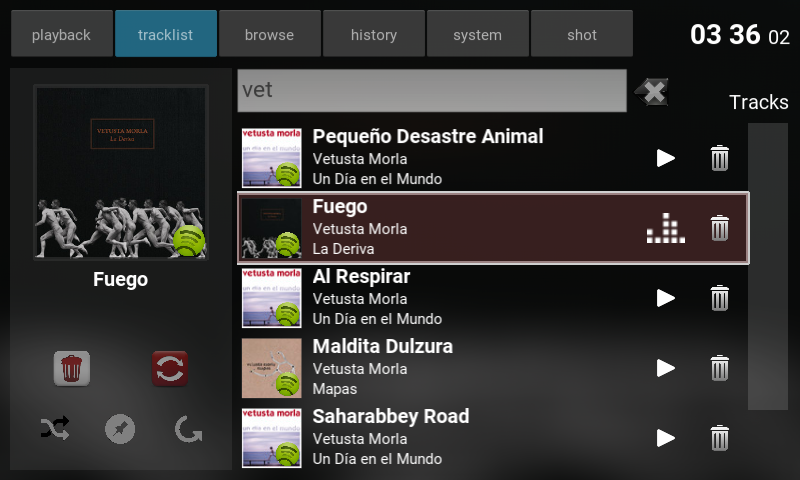 playback
tracklist
browse
history
system
shot
03 36 02
vet
Tracks
VETUSTA MORLA
La Deriva
Fuego
vetusta morla
un día en el mundo
Pequeño Desastre Animal
Vetusta Morla
Un Día en el Mundo
Fuego
Vetusta Morla
La Deriva
vetusta morla
un día en el mundo
Al Respirar
Vetusta Morla
Un Día en el Mundo
Maldita Dulzura
Vetusta Morla
Mapas
vetusta morla
un día en el mundo
Saharabbey Road
Vetusta Morla
Un Día en el Mundo